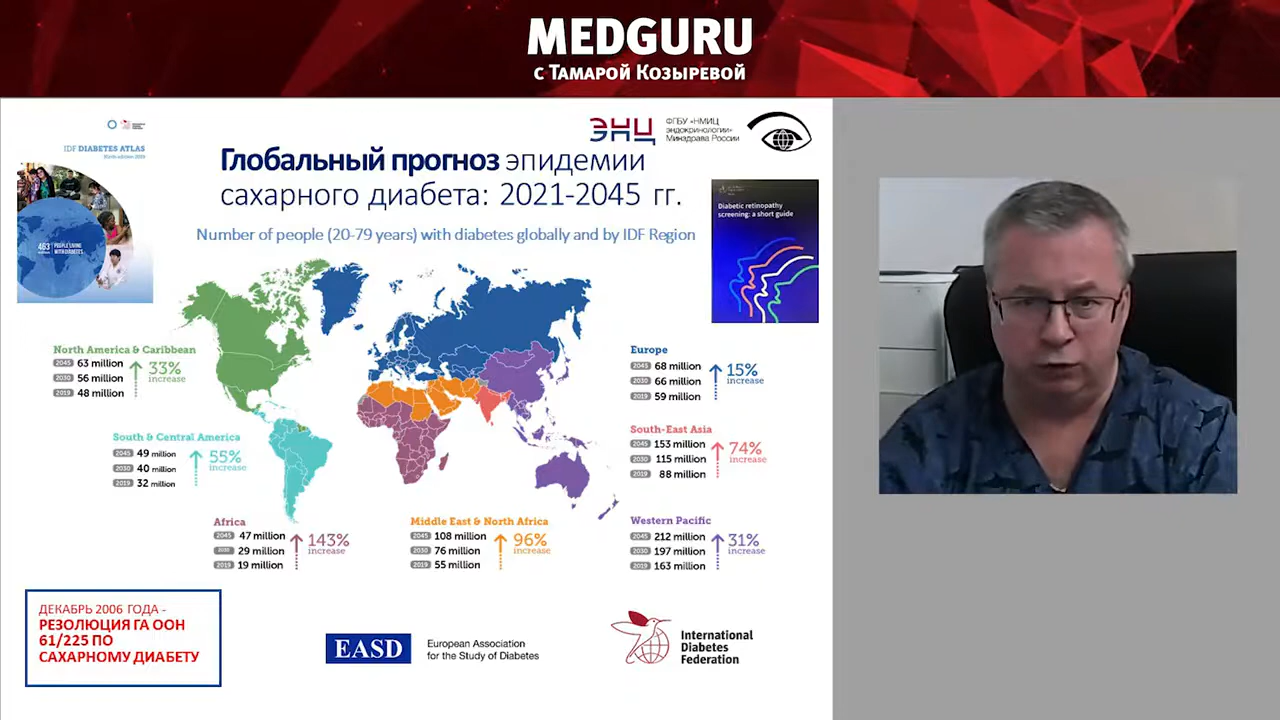 MEDGURU
с Тамарой Козыревой
IDF DIABETES ATLAS
463
PEOPLE LIVING
WITH DIABETES
ЭНЦ
ФГБУ «НМИЦ
эндокринологии»
Минздрава России
Глобальный прогноз эпидемии
сахарного диабета: 2021-2045 гг.
Number of people (20-79 years) with diabetes globally and by IDF Region
Diabetic retinopathy
screening: a short guide
North America & Caribbean
2045 63 million
2030 56 million
2019 48 million
33%
increase
South & Central America
2045 49 million
2030 40 million
2019 32 million
55%
increase
Africa
2045 47 million
2030 29 million
2019 19 million
143%
increase
Middle East & North Africa
2045 108 million
2030 76 million
2019 55 million
96%
increase
Europe
2045 68 million
2030 66 million
2019 59 million
15%
increase
South-East Asia
2045 153 million
2030 115 million
2019 88 million
74%
increase
Western Pacific
2045 212 million
2030 197 million
2019 163 million
31%
increase
ДЕКАБРЬ 2006 ГОДА -
РЕЗОЛЮЦИЯ ГА ООН
61/225 ПО
САХАРНОМУ ДИАБЕТУ
EASD
European Association
for the Study of Diabetes
International
Diabetes
Federation